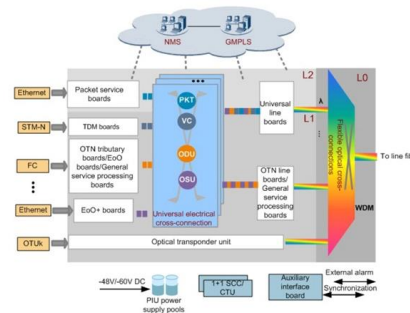 NMS
GMPLS
L2
L0
Ethernet
Packet service
boards
PKT
Universal
line boards
λ
L1
STM-N
TDM boards
VC
FC
OTN tributary
boards/EoO
boards/General
service processing
boards
ODU
OSU
OTN line
boards/
General
service
processing
boards
Flexible optical cross-
connections
To line fi
Ethernet
EoO+ boards
Universal electrical
cross-connection
WDM
OTUk
Optical transponder unit
-48V/-60V DC
PIU power
supply pools
1+1 SCC/
CTU
Auxiliary
interface
board
External alarm
Synchronization